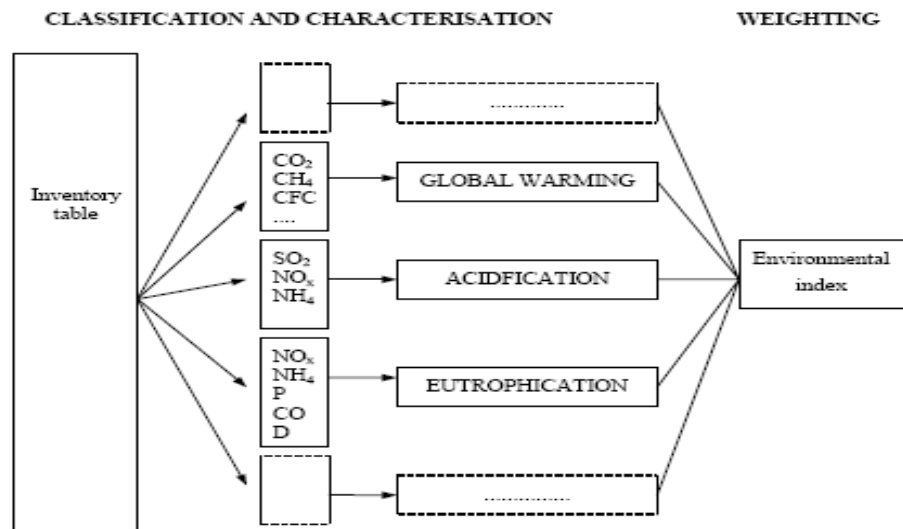 CLASSIFICATION AND CHARACTERISATION
WEIGHTING
Inventory
table
..............
CO₂
CH₄
CFC
....
GLOBAL WARMING
SO₂
NOₓ
NH₄
ACIDFICATION
NOₓ
NH₄
P
CO
D
EUTROPHICATION
................
Environmental
index